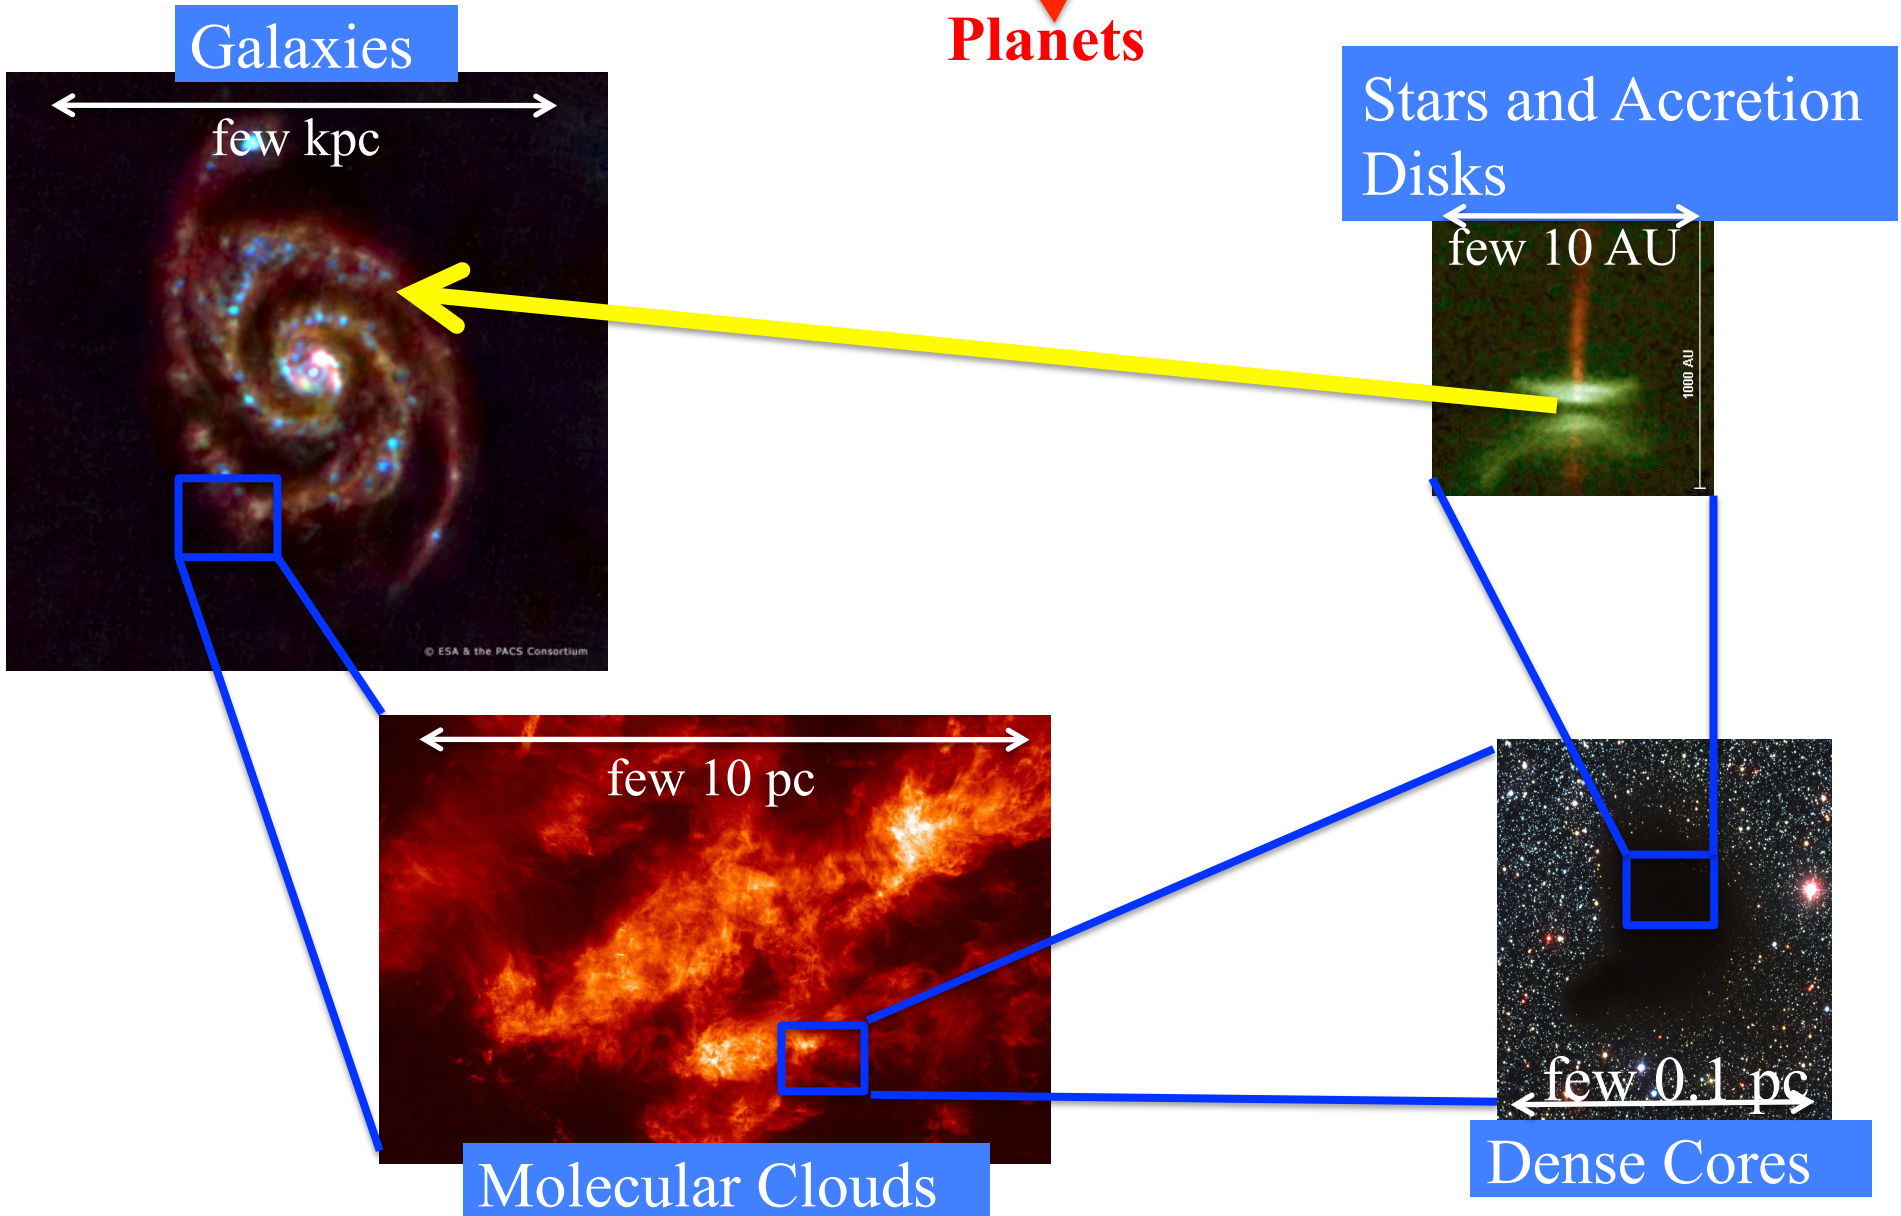 Planets
Galaxies
few kpc
© ESA & the PACS Consortium
Stars and Accretion
Disks
few 10 AU
1000 AU
few 10 pc
Molecular Clouds
few 0.1 pc
Dense Cores